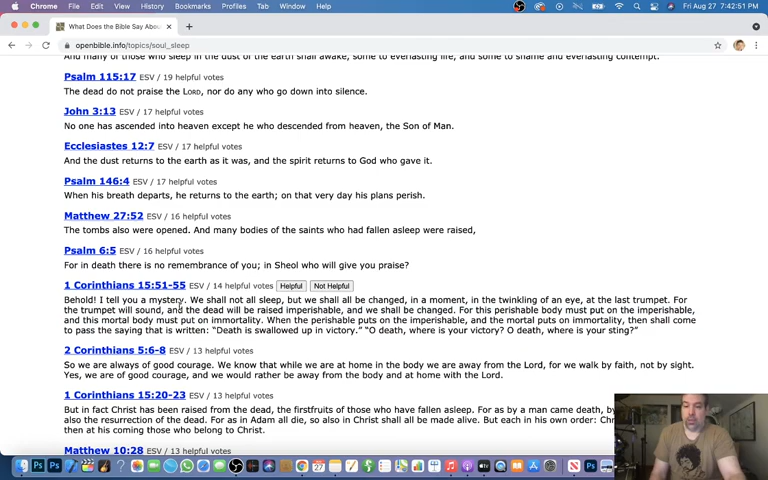 Chrome File Edit View History Bookmarks Profiles Tab Window Help Fri Aug 27 7:42:51 PM
What Does the Bible Say Abou
openbible.info/topics/soul_sleep
And many of those who sleep in the dust of the earth shall awake, some to everlasting life, and some to shame and everlasting contempt.
Psalm 115:17 ESV / 19 helpful votes
The dead do not praise the LORD, nor do any who go down into silence.
John 3:13 ESV / 17 helpful votes
No one has ascended into heaven except he who descended from heaven, the Son of Man.
Ecclesiastes 12:7 ESV / 17 helpful votes
And the dust returns to the earth as it was, and the spirit returns to God who gave it.
Psalm 146:4 ESV / 17 helpful votes
When his breath departs, he returns to the earth; on that very day his plans perish.
Matthew 27:52 ESV / 16 helpful votes
The tombs also were opened. And many bodies of the saints who had fallen asleep were raised,
Psalm 6:5 ESV / 16 helpful votes
For in death there is no remembrance of you; in Sheol who will give you praise?
1 Corinthians 15:51-55 ESV / 14 helpful votes Helpful Not Helpful
Behold! I tell you a mystery. We shall not all sleep, but we shall all be changed, in a moment, in the twinkling of an eye, at the last trumpet. For
the trumpet will sound, and the dead will be raised imperishable, and we shall be changed. For this perishable body must put on the imperishable,
and this mortal body must put on immortality. When the perishable puts on the imperishable, and the mortal puts on immortality, then shall come
to pass the saying that is written: “Death is swallowed up in victory.” “O death, where is your victory? O death, where is your sting?”
2 Corinthians 5:6-8 ESV / 13 helpful votes
So we are always of good courage. We know that while we are at home in the body we are away from the Lord, for we walk by faith, not by sight.
Yes, we are of good courage, and we would rather be away from the body and at home with the Lord.
1 Corinthians 15:20-23 ESV / 13 helpful votes
But in fact Christ has been raised from the dead, the firstfruits of those who have fallen asleep. For as by a man came death, by
also the resurrection of the dead. For as in Adam all die, so also in Christ shall all be made alive. But each in his own order: Chr
then at his coming those who belong to Christ.
Matthew 10:28 ESV / 13 helpful votes